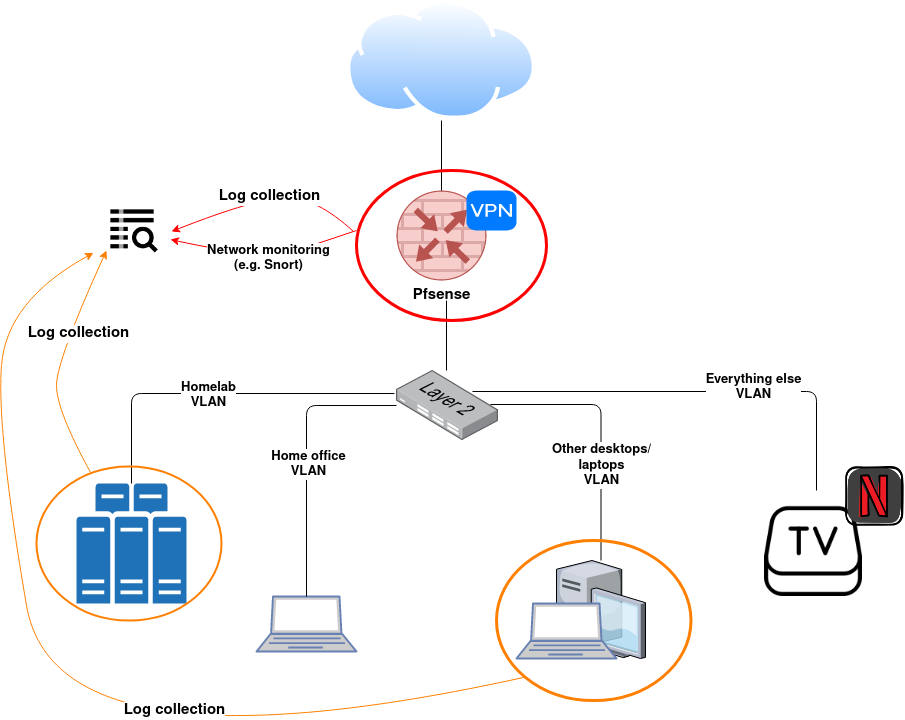 VPN
Log collection
Network monitoring
(e.g. Snort)
Pfsense
Log collection
Layer 2
Homelab
VLAN
Everything else
VLAN
Home office
VLAN
Other desktops/
laptops
VLAN
N
TV
Log collection